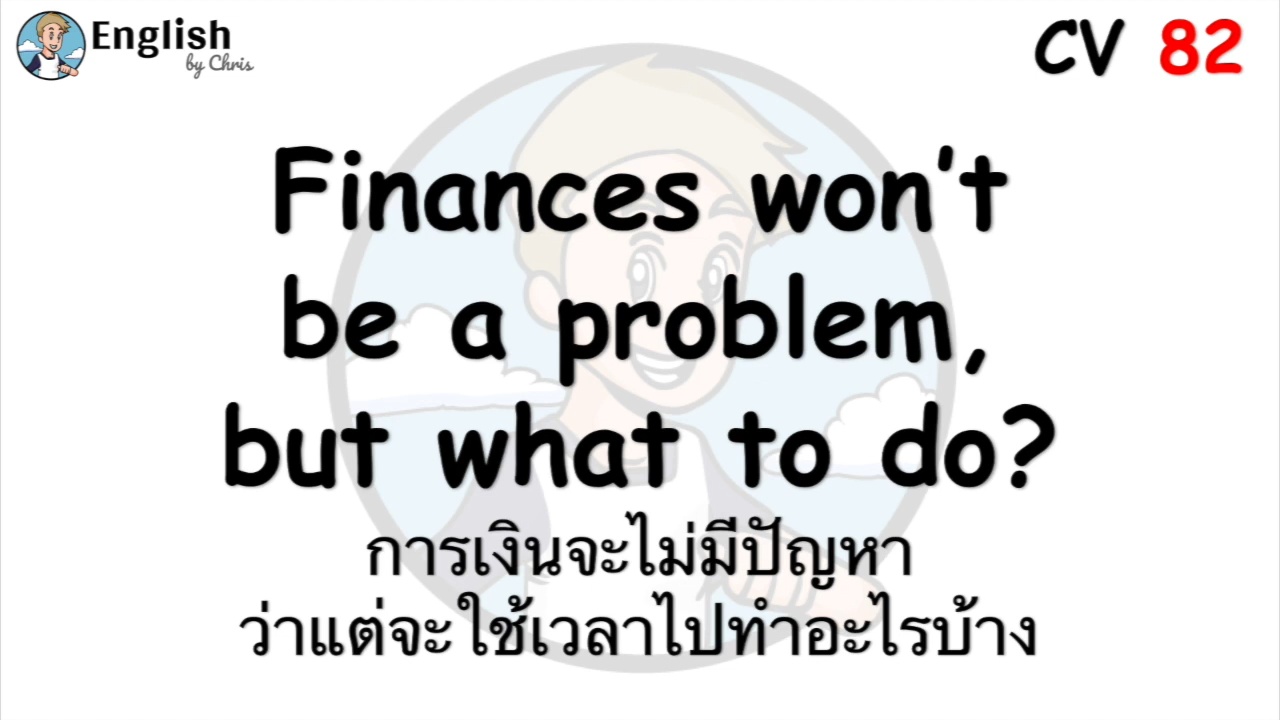 English
by Chris
CV 82
Finances won't
be a problem,
but what to do?
การเงินจะไม่มีปัญหา
ว่าแต่จะใช้เวลาไปทำอะไรบ้าง